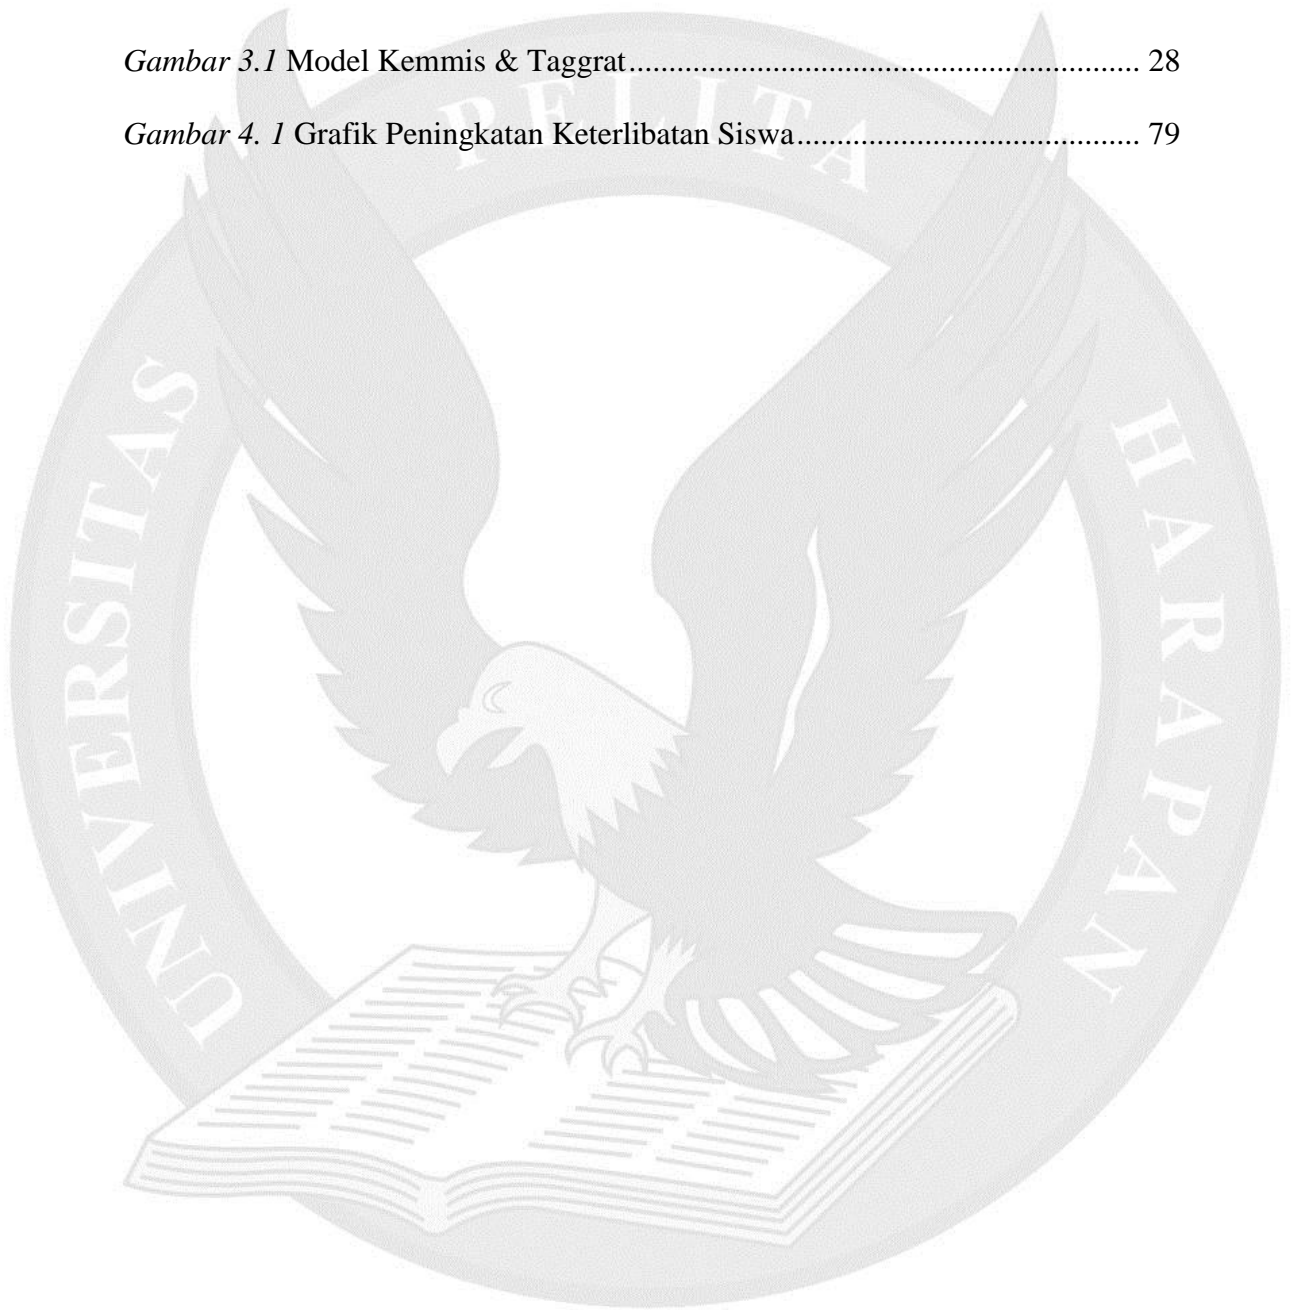 Gambar 3.1 Model Kemmis & Taggrat................................................................ 28
Gambar 4. 1 Grafik Peningkatan Keterlibatan Siswa........................................... 79
UNIVERSITAS PELITA HARAPAN